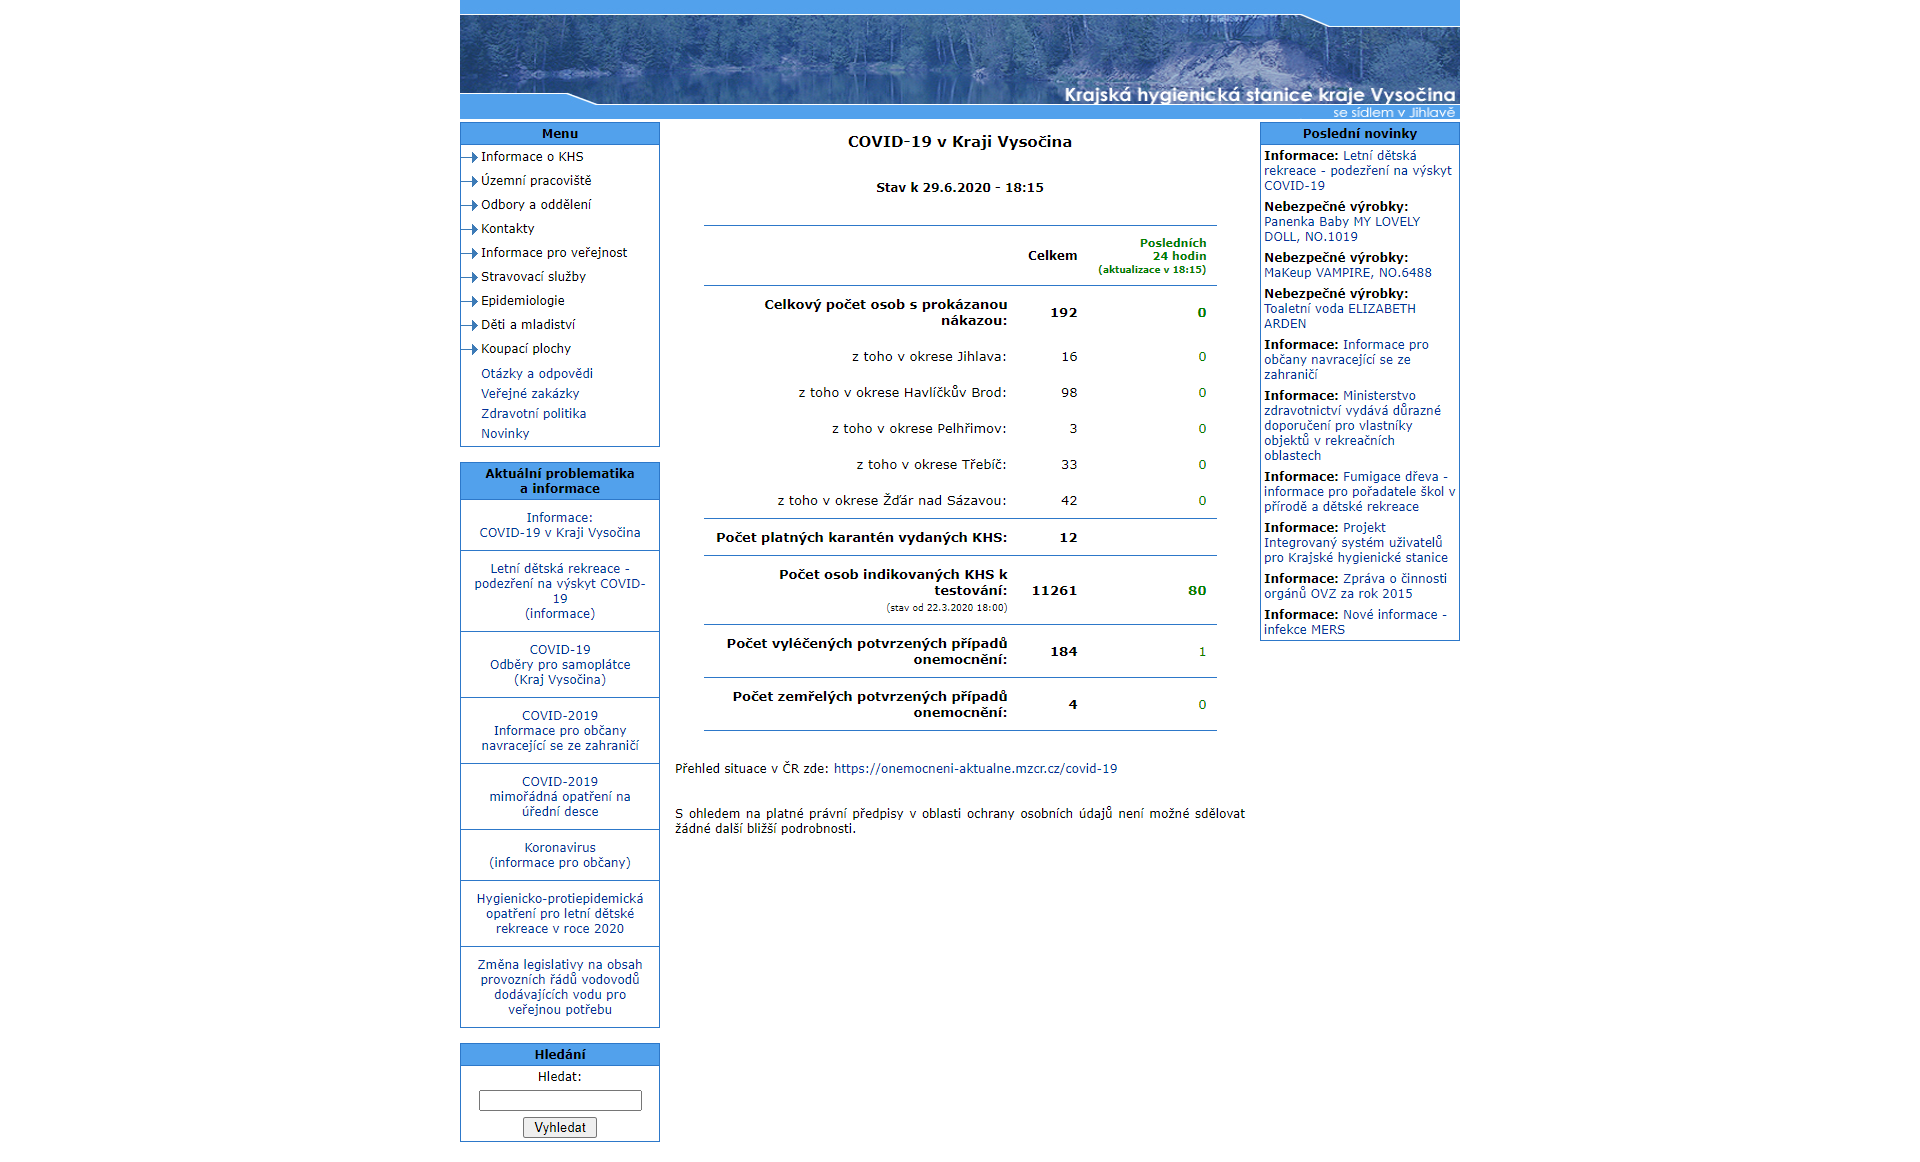 Krajská hygienická stanice kraje Vysočina
se sídlem v Jihlavě
Menu
Informace o KHS
Územní pracoviště
Odbory a oddělení
Kontakty
Informace pro veřejnost
Stravovací služby
Epidemiologie
Děti a mladiství
Koupací plochy
Otázky a odpovědi
Veřejné zakázky
Zdravotní politika
Novinky
Aktuální problematika
a informace
Informace:
COVID-19 v Kraji Vysočina
Letní dětská rekreace -
podezření na výskyt COVID-
19
(informace)
COVID-19
Odběry pro samoplátce
(Kraj Vysočina)
COVID-2019
Informace pro občany
navracející se ze zahraničí
COVID-2019
mimořádná opatření na
úřední desce
Koronavirus
(informace pro občany)
Hygienicko-protiepidemická
opatření pro letní dětské
rekreace v roce 2020
Změna legislativy na obsah
provozních řádů vodovodů
dodávajících vodu pro
veřejnou potřebu
Hledání
Hledat:
Vyhledat
COVID-19 v Kraji Vysočina
Stav k 29.6.2020 - 18:15
Celkem
Posledních
24 hodin
(aktualizace v 18:15)
Celkový počet osob s prokázanou
nákazou: 192 0
z toho v okrese Jihlava: 16 0
z toho v okrese Havlíčkův Brod: 98 0
z toho v okrese Pelhřimov: 3 0
z toho v okrese Třebíč: 33 0
z toho v okrese Žďár nad Sázavou: 42 0
Počet platných karantén vydaných KHS: 12
Počet osob indikovaných KHS k
testování: 11261 80
(stav od 22.3.2020 18:00)
Počet vyléčených potvrzených případů
onemocnění: 184 1
Počet zemřelých potvrzených případů
onemocnění: 4 0
Přehled situace v ČR zde: https://onemocneni-aktualne.mzcr.cz/covid-19
S ohledem na platné právní předpisy v oblasti ochrany osobních údajů není možné sdělovat
žádné další bližší podrobnosti.
Poslední novinky
Informace: Letní dětská
rekreace - podezření na výskyt
COVID-19
Nebezpečné výrobky:
Panenka Baby MY LOVELY
DOLL, NO.1019
Nebezpečné výrobky:
MaKeup VAMPIRE, NO.6488
Nebezpečné výrobky:
Toaletní voda ELIZABETH
ARDEN
Informace: Informace pro
občany navracející se ze
zahraničí
Informace: Ministerstvo
zdravotnictví vydává důrazné
doporučení pro vlastníky
objektů v rekreačních
oblastech
Informace: Fumigace dřeva -
informace pro pořadatele škol v
přírodě a dětské rekreace
Informace: Projekt
Integrovaný systém uživatelů
pro Krajské hygienické stanice
Informace: Zpráva o činnosti
orgánů OVZ za rok 2015
Informace: Nové informace -
infekce MERS